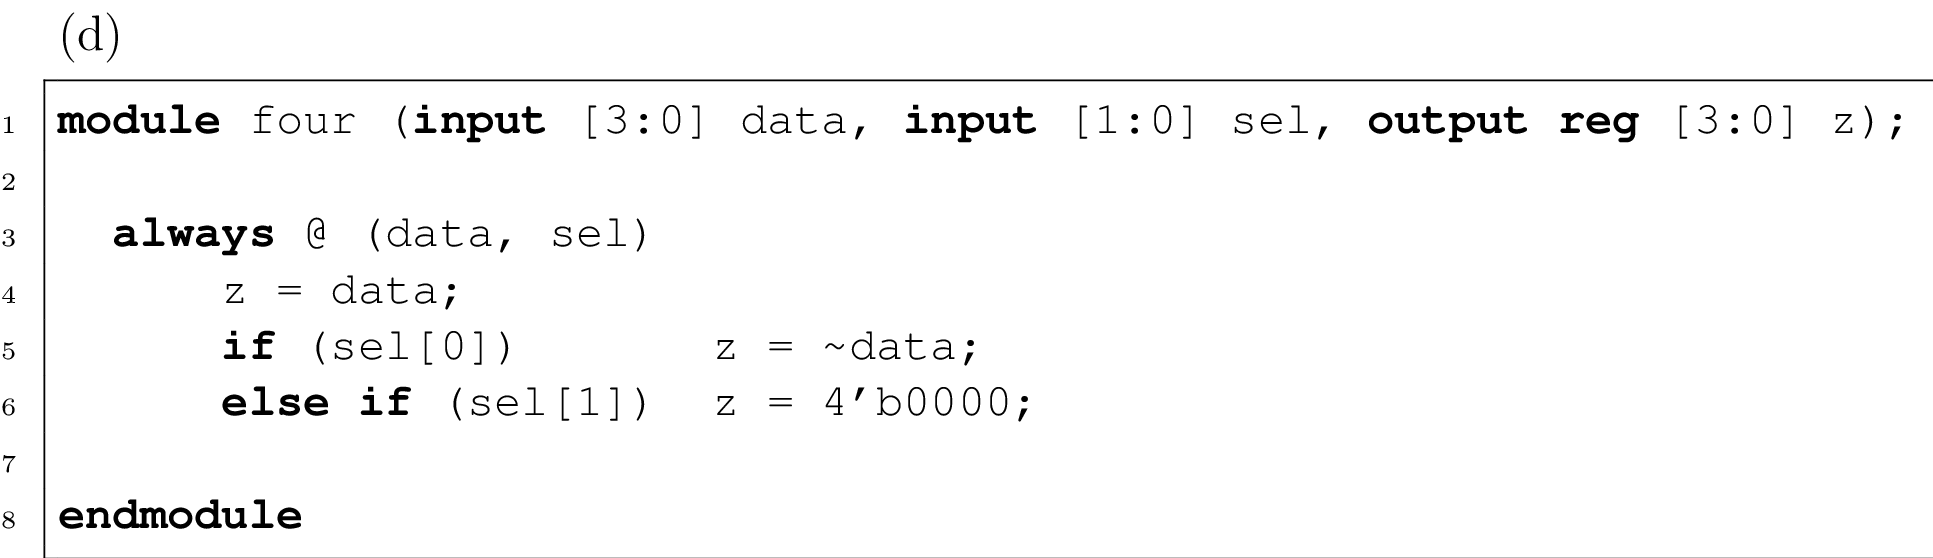 (d)
1 module four (input [3:0] data, input [1:0] sel, output reg [3:0] z);
2
3   always @ (data, sel)
4       z = data;
5       if (sel[0])       z = ~data;
6       else if (sel[1])  z = 4’b0000;
7
8 endmodule